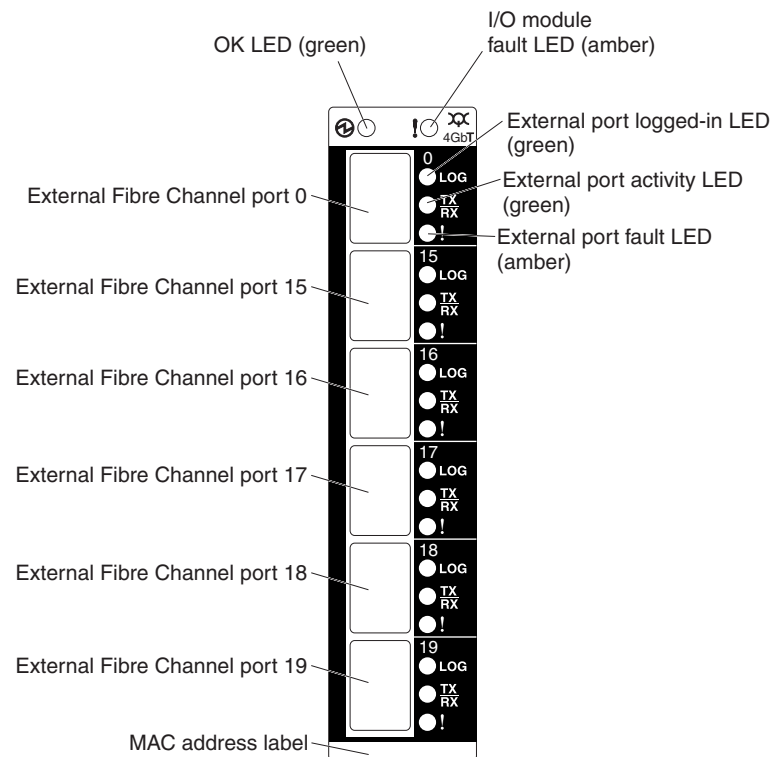 I/O module
fault LED (amber)
OK LED (green)
!
4GbT
External port logged-in LED
(green)
0
LOG
External port activity LED
(green)
TX
RX
External Fibre Channel port 0
!
External port fault LED
(amber)
15
LOG
External Fibre Channel port 15
TX
RX
!
16
LOG
External Fibre Channel port 16
TX
RX
!
17
LOG
External Fibre Channel port 17
TX
RX
!
18
LOG
External Fibre Channel port 18
TX
RX
!
19
LOG
External Fibre Channel port 19
TX
RX
!
MAC address label